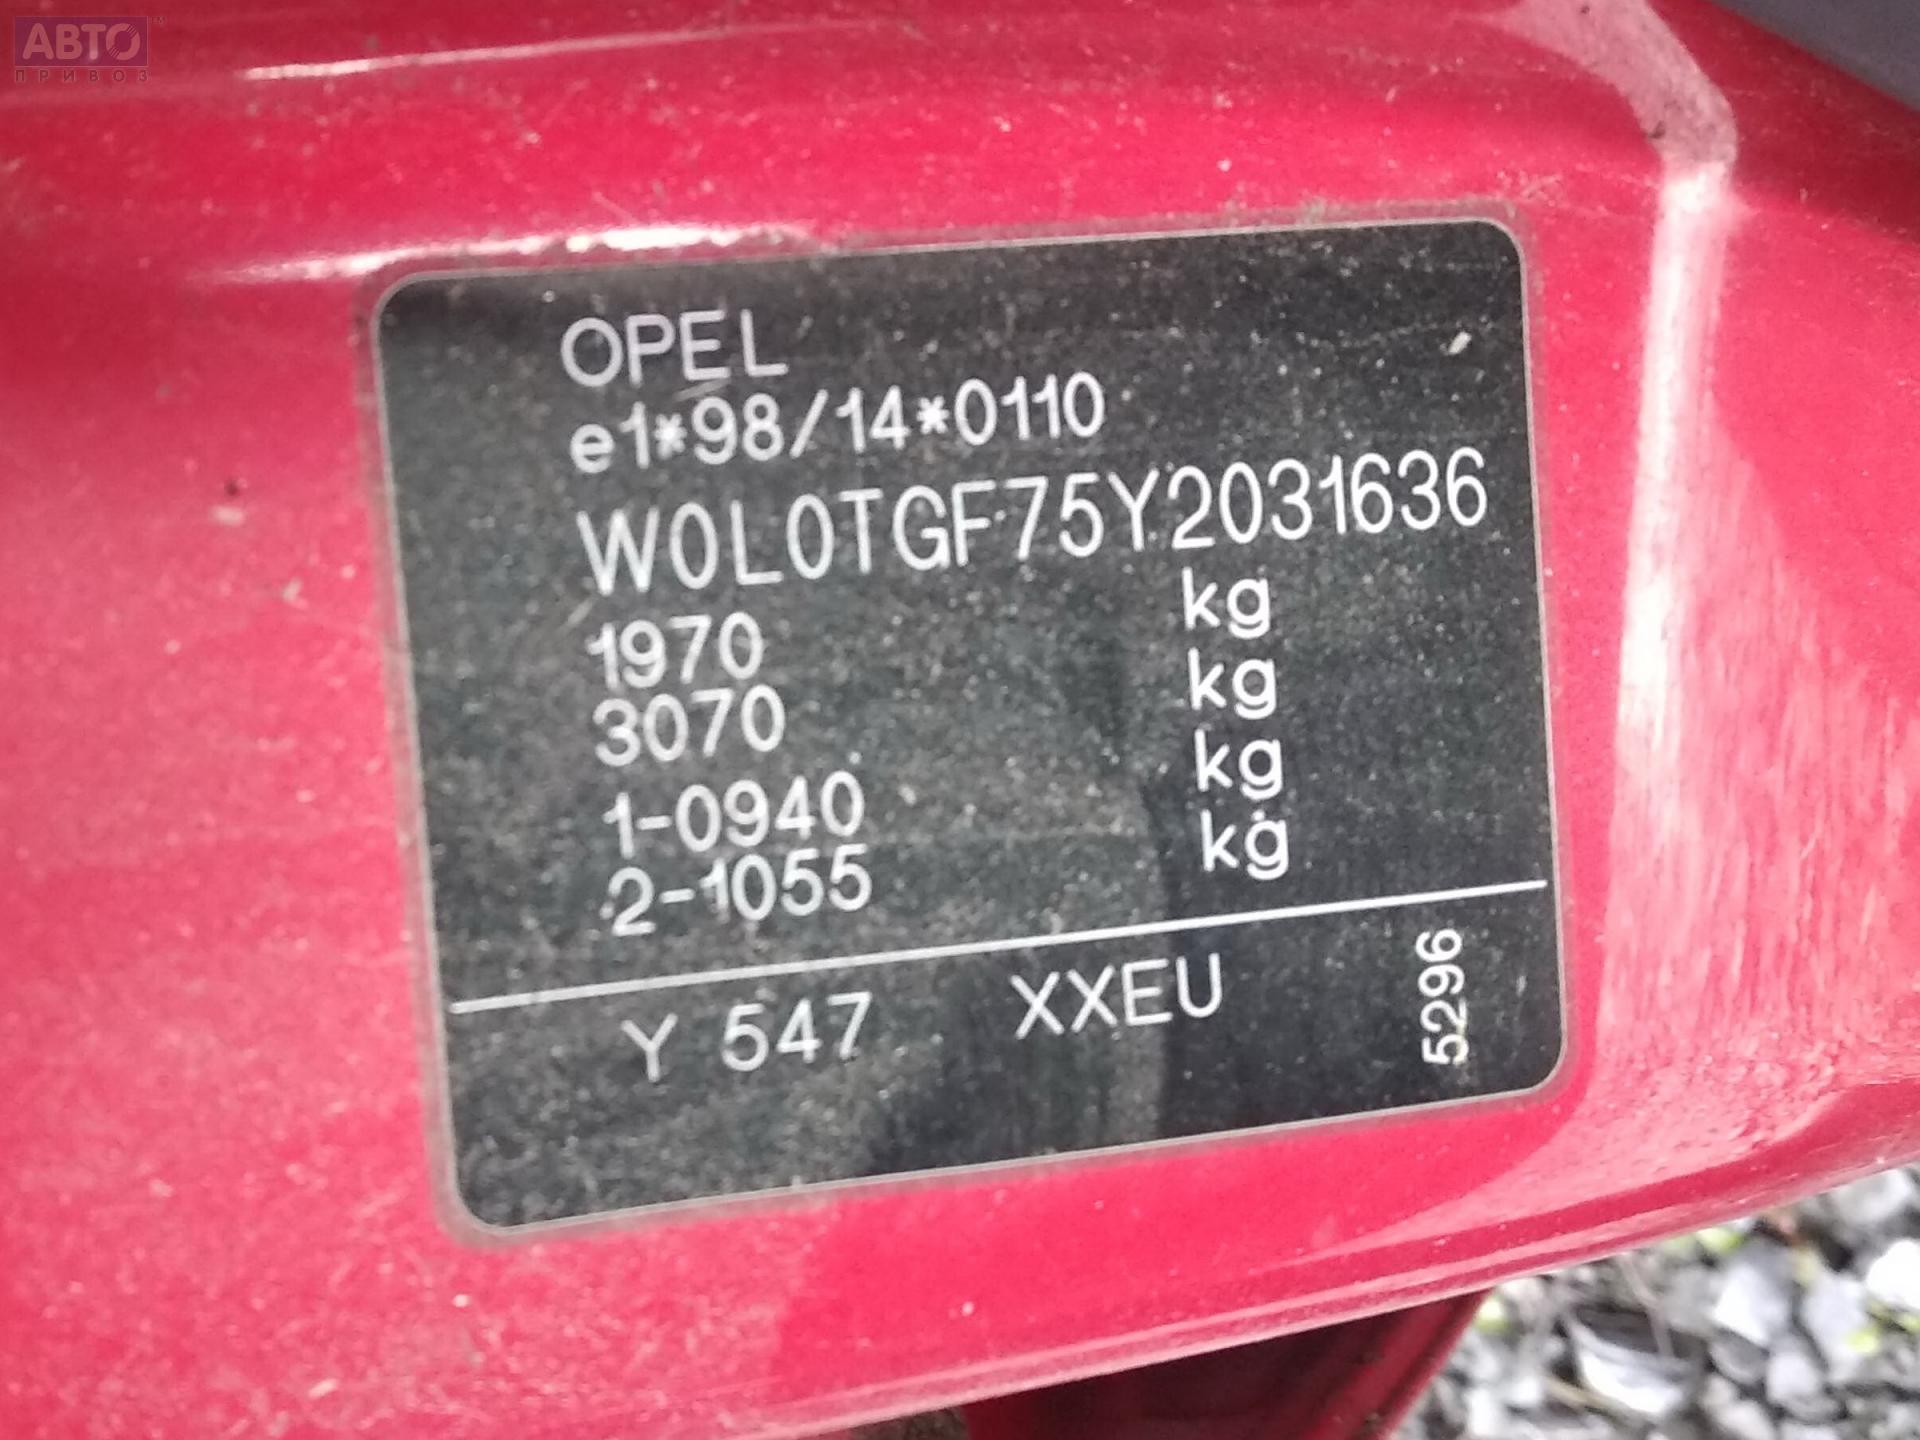 АВТО™
ПРИВОЗ
OPEL
e1*98/14*0110
W0L0TGF75Y2031636
1970 kg
3070 kg
1-0940 kg
2-1055 kg
Y 547 XXEU
5296